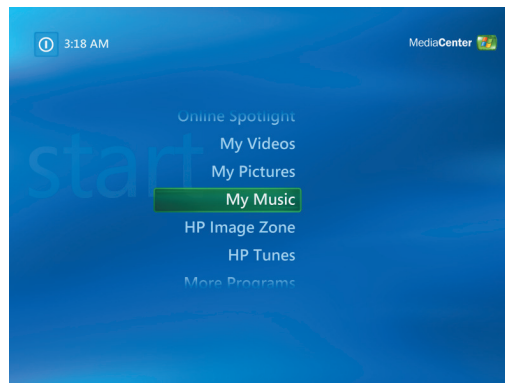 3:18 AM
MediaCenter
Online Spotlight
start
My Videos
My Pictures
My Music
HP Image Zone
HP Tunes
More Programs